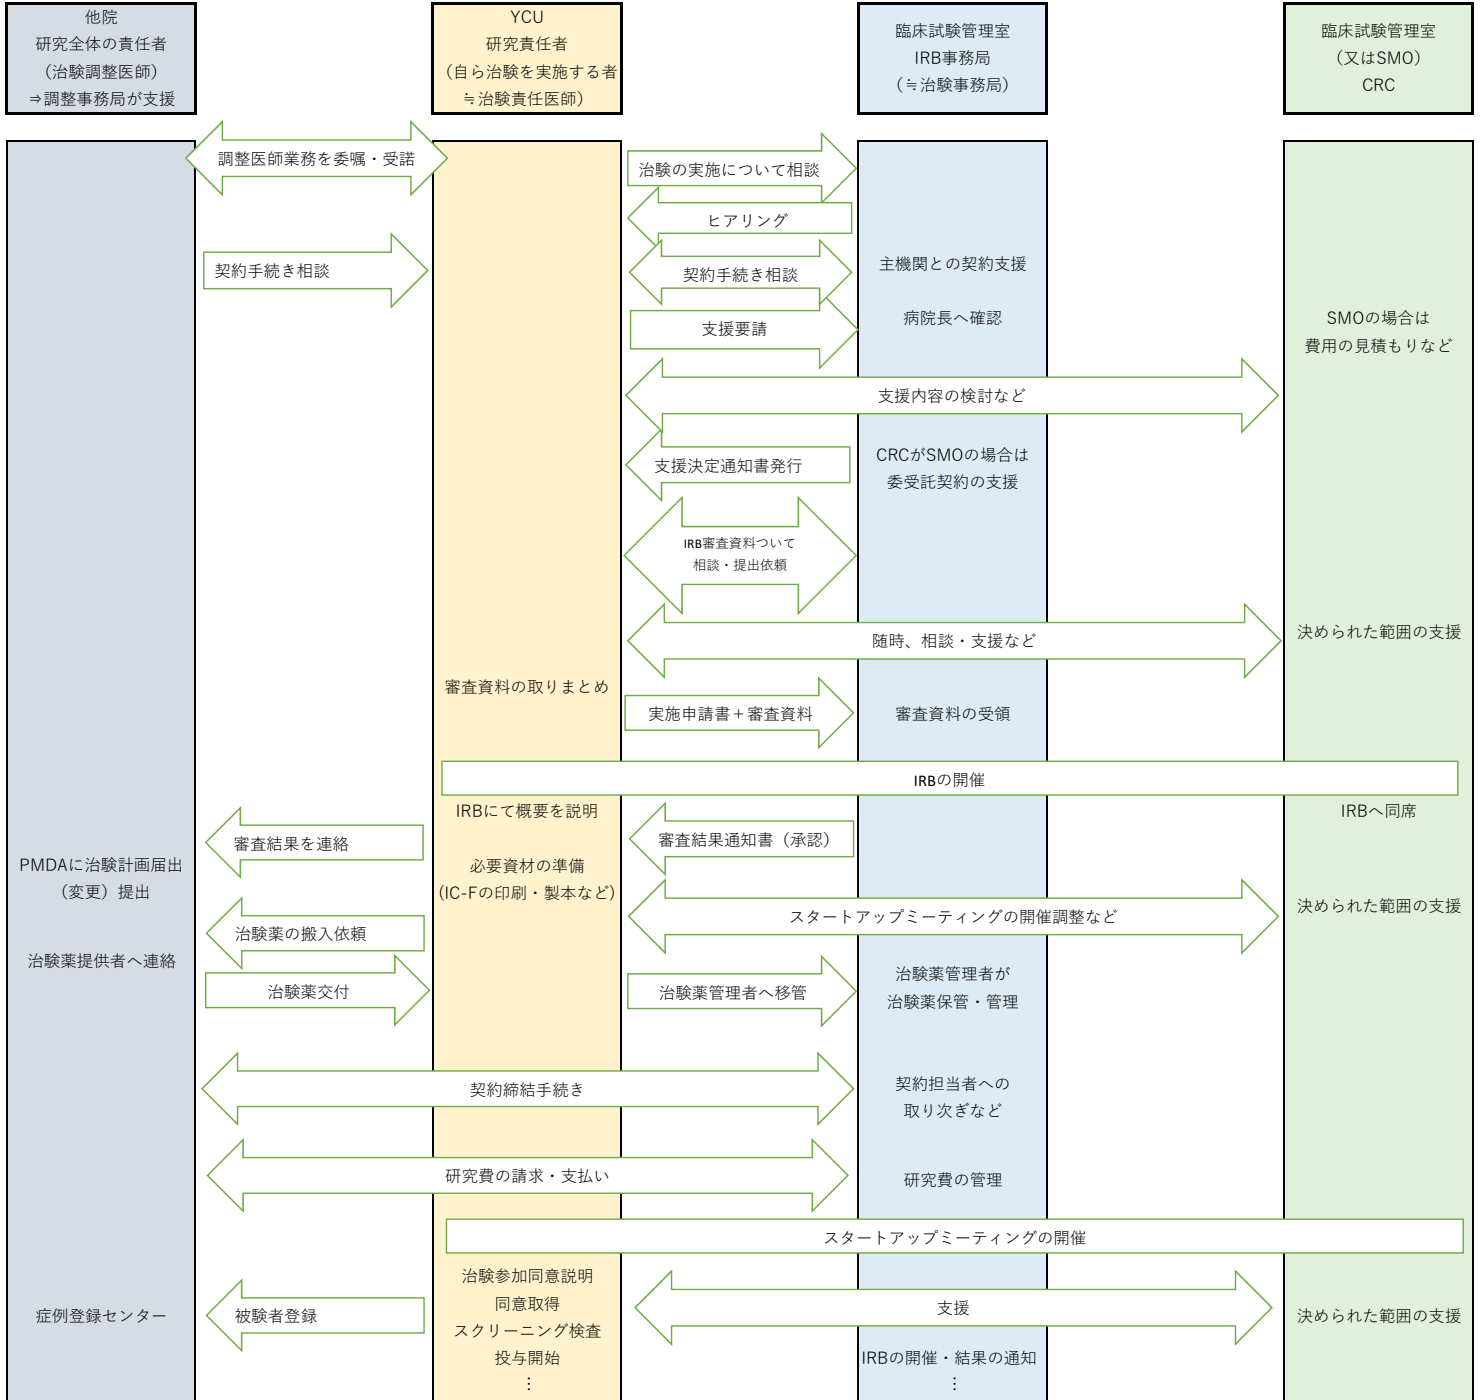 他院
研究全体の責任者
（治験調整医師）
⇒調整事務局が支援
YCU
研究責任者
（自ら治験を実施する者
≒治験責任医師）
臨床試験管理室
IRB事務局
（≒治験事務局）
臨床試験管理室
（又はSMO）
CRC
調整医師業務を委嘱・受諾
治験の実施について相談
ヒアリング
契約手続き相談
契約手続き相談
主機関との契約支援
支援要請
病院長へ確認
SMOの場合は
費用の見積もりなど
支援内容の検討など
支援決定通知書発行
CRCがSMOの場合は
委受託契約の支援
IRB審査資料ついて
相談・提出依頼
随時、相談・支援など
決められた範囲の支援
審査資料の取りまとめ
実施申請書＋審査資料
審査資料の受領
IRBの開催
IRBにて概要を説明
IRBへ同席
審査結果を連絡
審査結果通知書（承認）
PMDAに治験計画届出
（変更）提出
必要資材の準備
(IC-Fの印刷・製本など)
スタートアップミーティングの開催調整など
決められた範囲の支援
治験薬の搬入依頼
治験薬提供者へ連絡
治験薬交付
治験薬管理者へ移管
治験薬管理者が
治験薬保管・管理
契約締結手続き
契約担当者への
取り次ぎなど
研究費の請求・支払い
研究費の管理
スタートアップミーティングの開催
治験参加同意説明
同意取得
スクリーニング検査
投与開始
⋮
症例登録センター
被験者登録
支援
決められた範囲の支援
IRBの開催・結果の通知
⋮